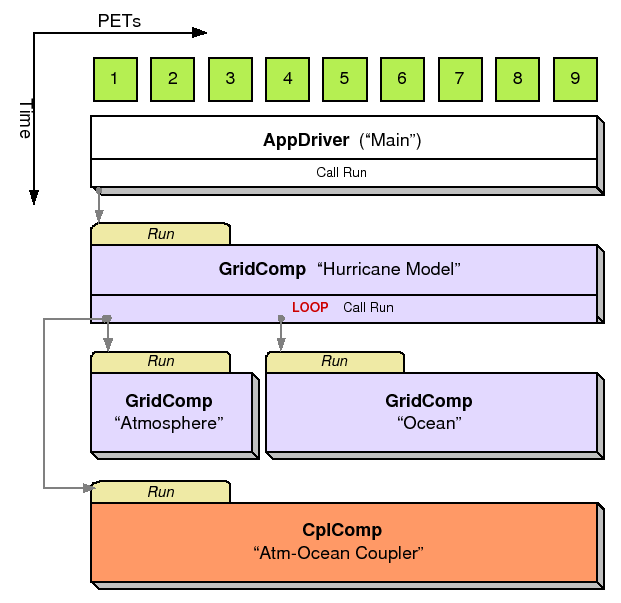 PETs
Time
1 2 3 4 5 6 7 8 9
AppDriver (“Main”)
Call Run
Run
GridComp “Hurricane Model”
LOOP Call Run
Run
GridComp
“Atmosphere”
Run
GridComp
“Ocean”
Run
CplComp
“Atm-Ocean Coupler”